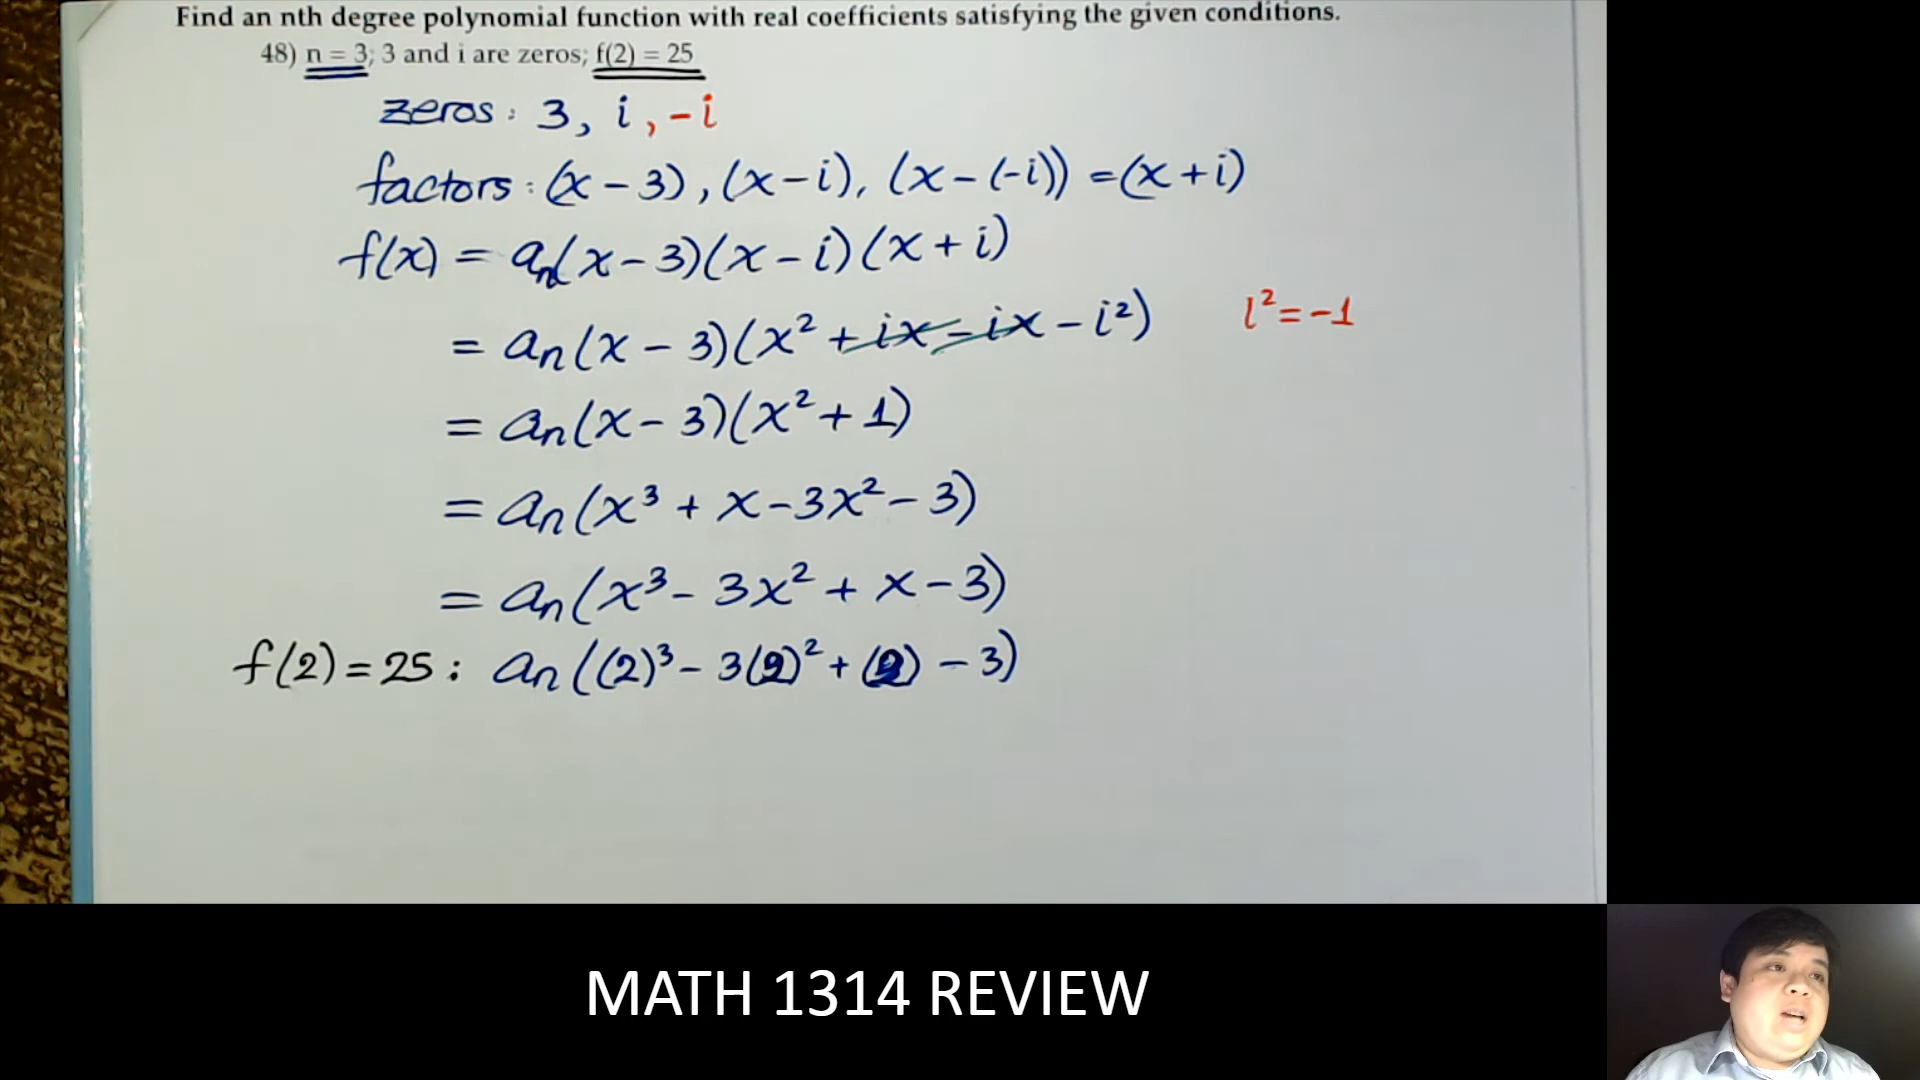 Find an nth degree polynomial function with real coefficients satisfying the given conditions.
48) n = 3; 3 and i are zeros; f(2) = 25
zeros: 3, i, -i
factors: (x-3), (x-i), (x-(-i)) = (x+i)
f(x) = aₙ(x-3)(x-i)(x+i)
= aₙ(x-3)(x² +ix-ix - i²) i² = -1
= aₙ(x-3)(x²+1)
= aₙ(x³ + x - 3x² - 3)
= aₙ(x³ - 3x² + x - 3)
f(2) = 25: aₙ((2)³ - 3(2)² + (2) - 3)
MATH 1314 REVIEW